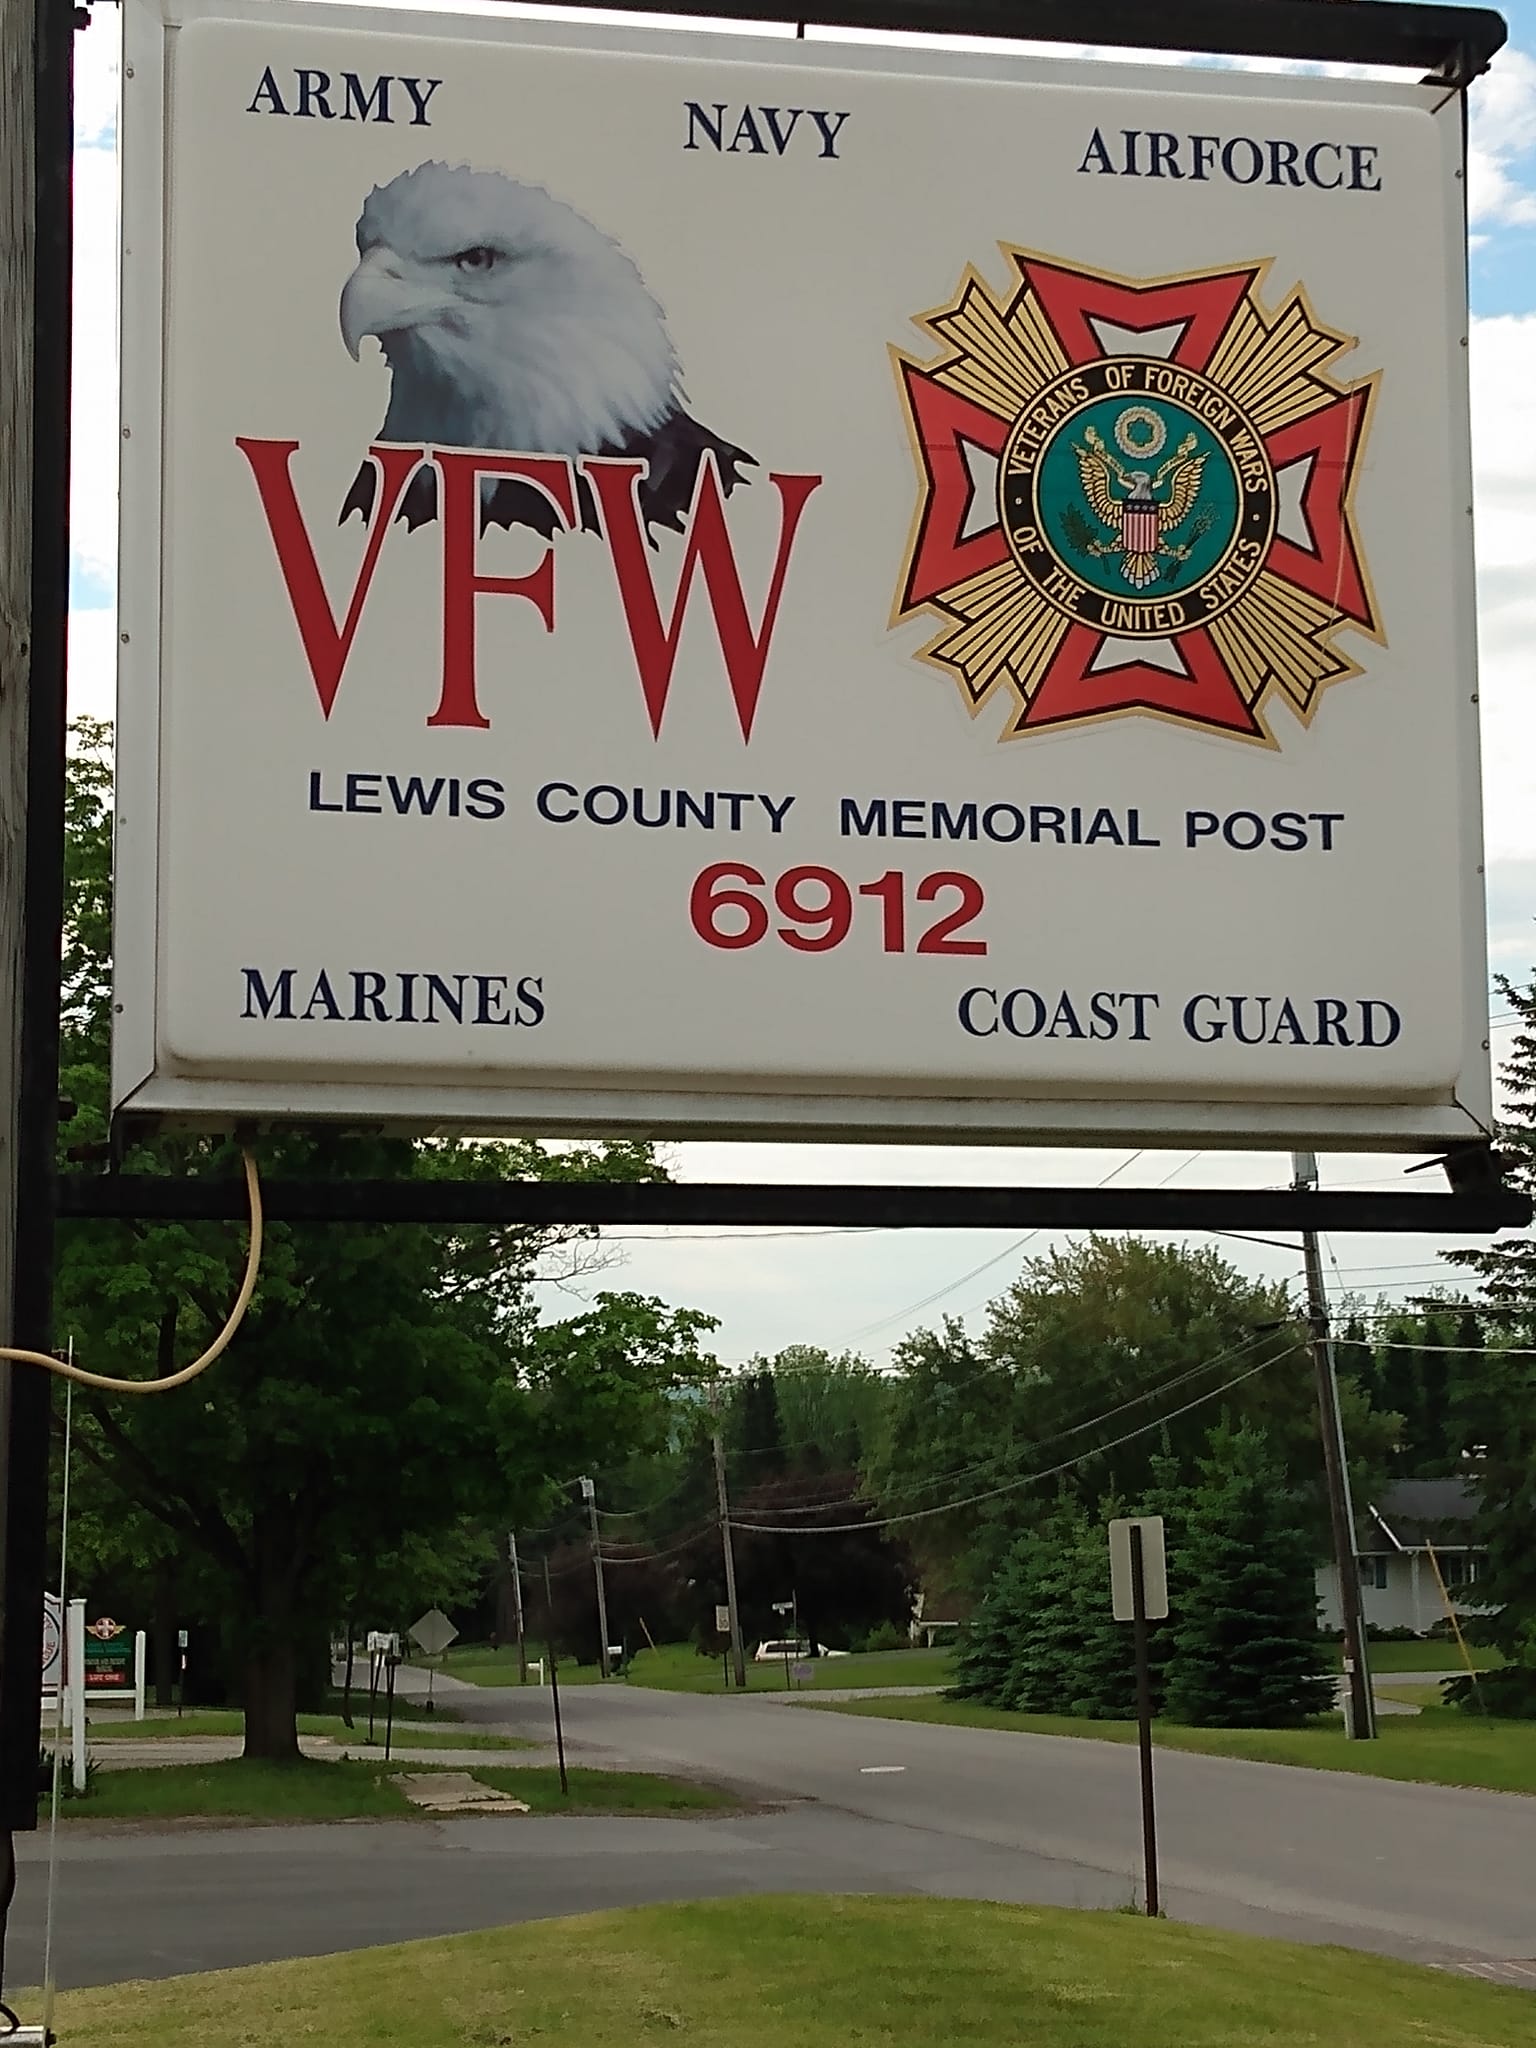 ARMY NAVY AIRFORCE
VETERANS OF FOREIGN WARS
OF THE UNITED STATES
VFW
LEWIS COUNTY MEMORIAL POST
6912
MARINES COAST GUARD